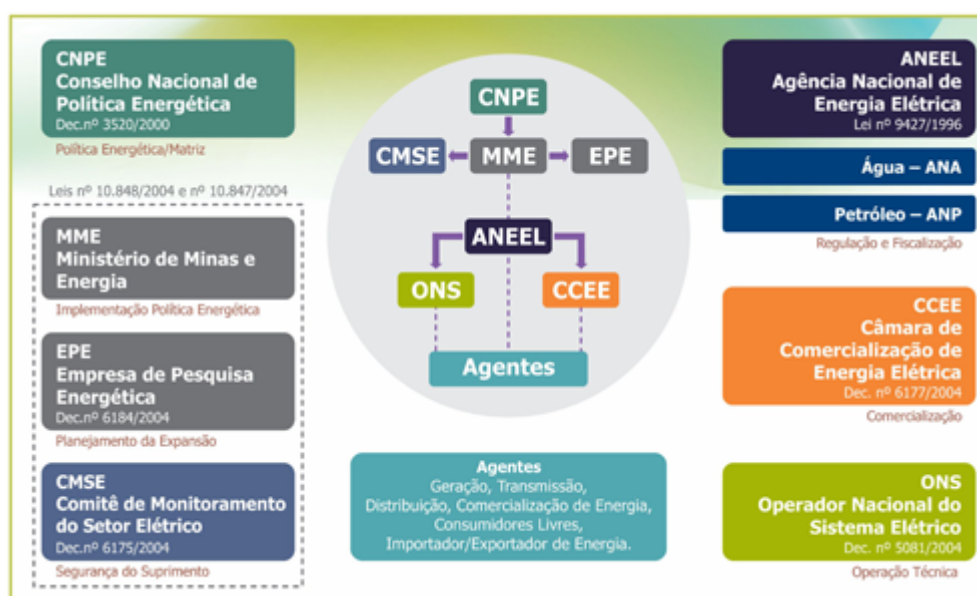 CNPE
Conselho Nacional de
Política Energética
Dec.nº 3520/2000
Política Energética/Matriz
Leis nº 10.848/2004 e nº 10.847/2004
MME
Ministério de Minas e
Energia
Implementação Política Energética
EPE
Empresa de Pesquisa
Energética
Dec.nº 6184/2004
Planejamento da Expansão
CMSE
Comitê de Monitoramento
do Setor Elétrico
Dec.nº 6175/2004
Segurança do Suprimento
CNPE
CMSE
MME
EPE
ANEEL
ONS
CCEE
Agentes
Agentes
Geração, Transmissão,
Distribuição, Comercialização de Energia,
Consumidores Livres,
Importador/Exportador de Energia.
ANEEL
Agência Nacional de
Energia Elétrica
Lei nº 9427/1996
Água – ANA
Petróleo – ANP
Regulação e Fiscalização
CCEE
Câmara de
Comercialização de
Energia Elétrica
Dec. nº 6177/2004
Comercialização
ONS
Operador Nacional do
Sistema Elétrico
Dec. nº 5081/2004
Operação Técnica